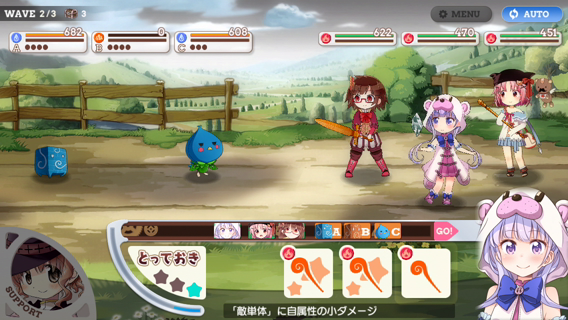 WAVE 2/3 3
MENU
AUTO
682
A
0
B
608
C
622
470
451
A B C GO!
とっておき
SUPPORT
「敵単体」に自属性の小ダメージ